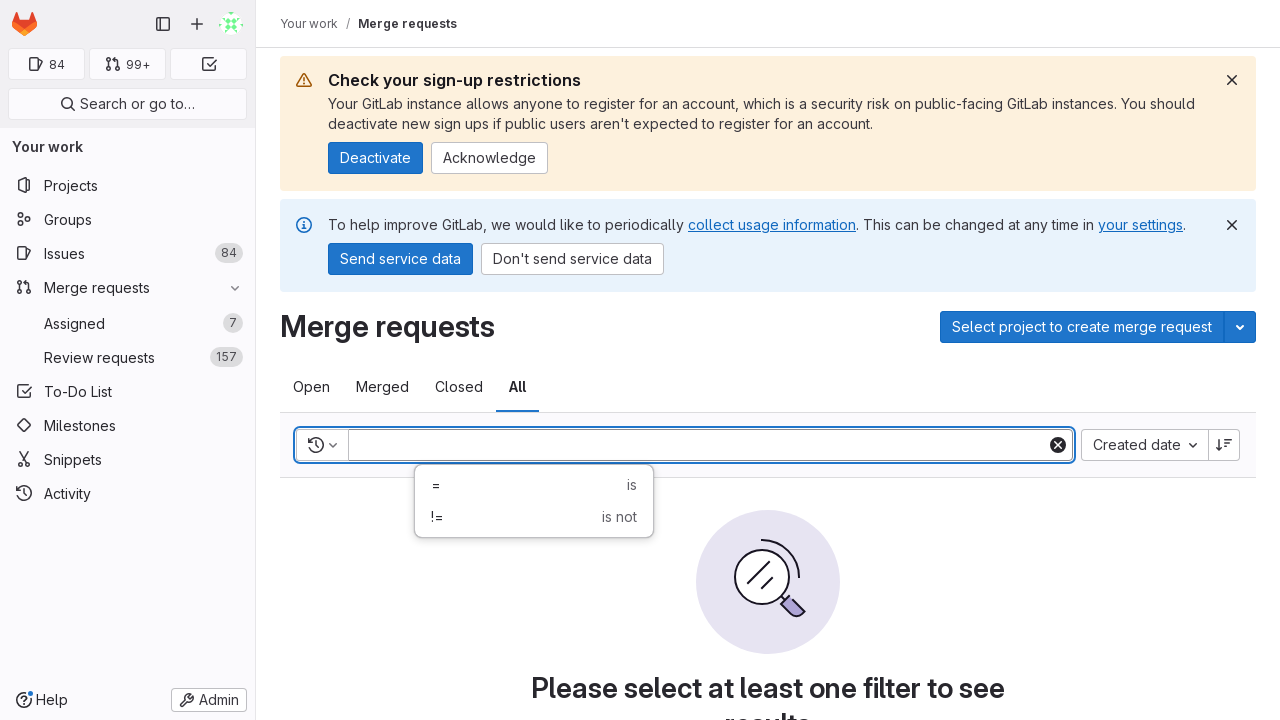 Your work / Merge requests
84
99+
Search or go to…
Your work
Projects
Groups
Issues 84
Merge requests
Assigned 7
Review requests 157
To-Do List
Milestones
Snippets
Activity
Help
Admin
Check your sign-up restrictions
Your GitLab instance allows anyone to register for an account, which is a security risk on public-facing GitLab instances. You should
deactivate new sign ups if public users aren't expected to register for an account.
Deactivate Acknowledge
To help improve GitLab, we would like to periodically collect usage information. This can be changed at any time in your settings.
Send service data Don't send service data
Merge requests
Select project to create merge request
Open Merged Closed All
Created date
= is
!= is not
Please select at least one filter to see
results